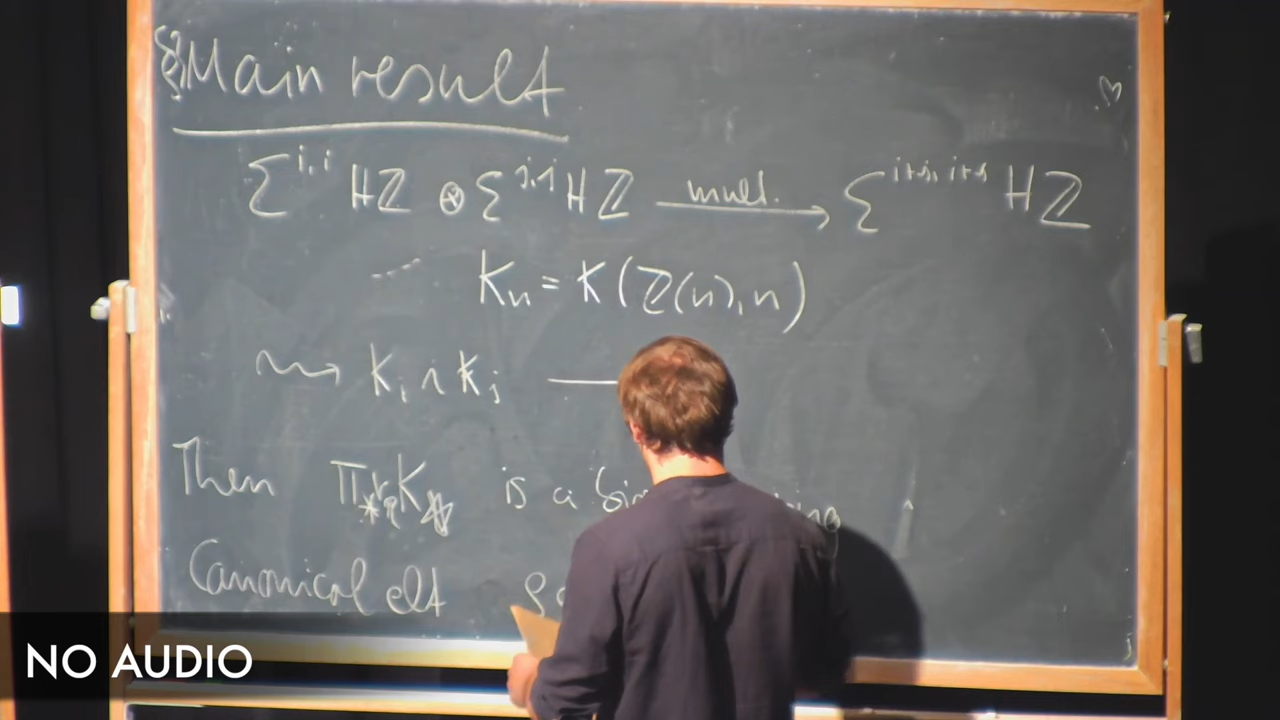 § Main result
Σ^{i,i} HZ ⊗ Σ^{j,j} HZ —mult.→ Σ^{i+j,i+j} HZ
K_n = K(Z(n),n)
⇝ K_i ∧ K_j —
Then π_* K_* is a
Canonical elt
NO AUDIO